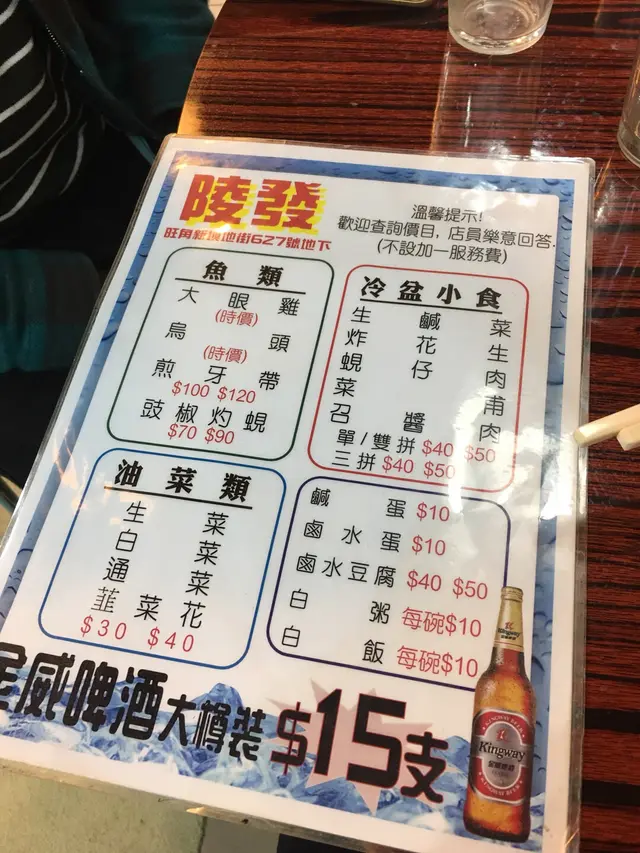 陵發
旺角新填地街627號地下
溫馨提示!
歡迎查詢價目, 店員樂意回答.
(不設加一服務費)
魚類
大眼雞
(時價)
烏頭
(時價)
煎牙帶
$100 $120
豉椒灼蜆
$70 $90
冷盆小食
生鹹菜
炸花生
蜆仔肉
菜甫
召醬肉
單/雙拼 $40 $50
三拼 $40 $50
油菜類
生菜
白菜
通菜
韮菜花
$30 $40
鹹蛋 $10
鹵水蛋 $10
鹵水豆腐 $40 $50
白粥 每碗$10
白飯 每碗$10
金威啤酒大樽裝 $15支
Kingway